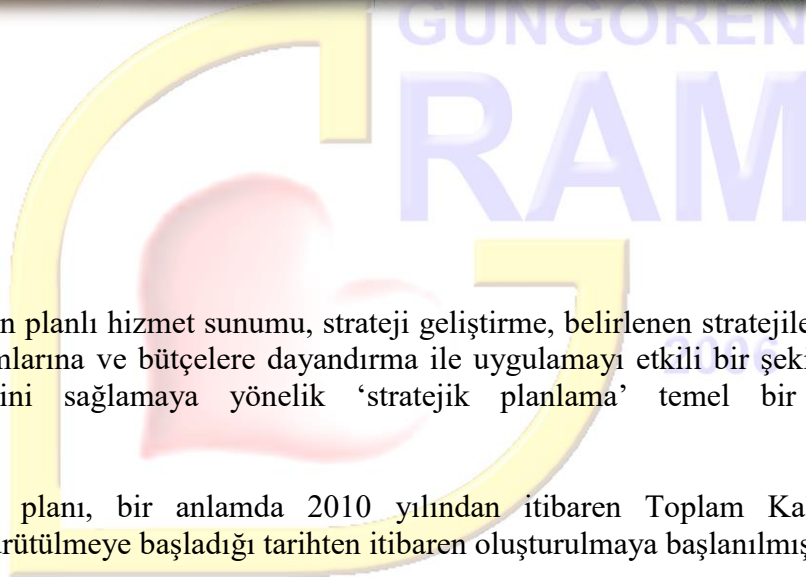 GÜNGÖREN
RAM
n planlı hizmet sunumu, strateji geliştirme, belirlenen stratejile
mlarına ve bütçelere dayandırma ile uygulamayı etkili bir şeki
2006
ini sağlamaya yönelik ‘stratejik planlama’ temel bir
planı, bir anlamda 2010 yılından itibaren Toplam Ka
rütülmeye başladığı tarihten itibaren oluşturulmaya başlanılmış